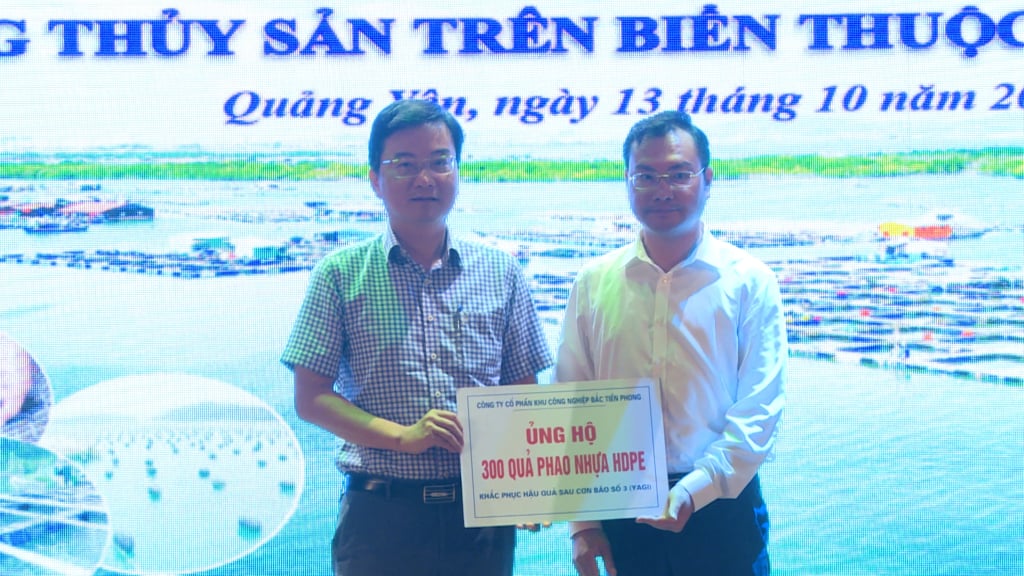 G THỦY SẢN TRÊN BIỂN THUỘC
Quảng Yên, ngày 13 tháng 10 năm 20
CÔNG TY CỔ PHẦN KHU CÔNG NGHIỆP BẮC TIỀN PHONG
ỦNG HỘ
300 QUẢ PHAO NHỰA HDPE
KHẮC PHỤC HẬU QUẢ SAU CƠN BÃO SỐ 3 (YAGI)